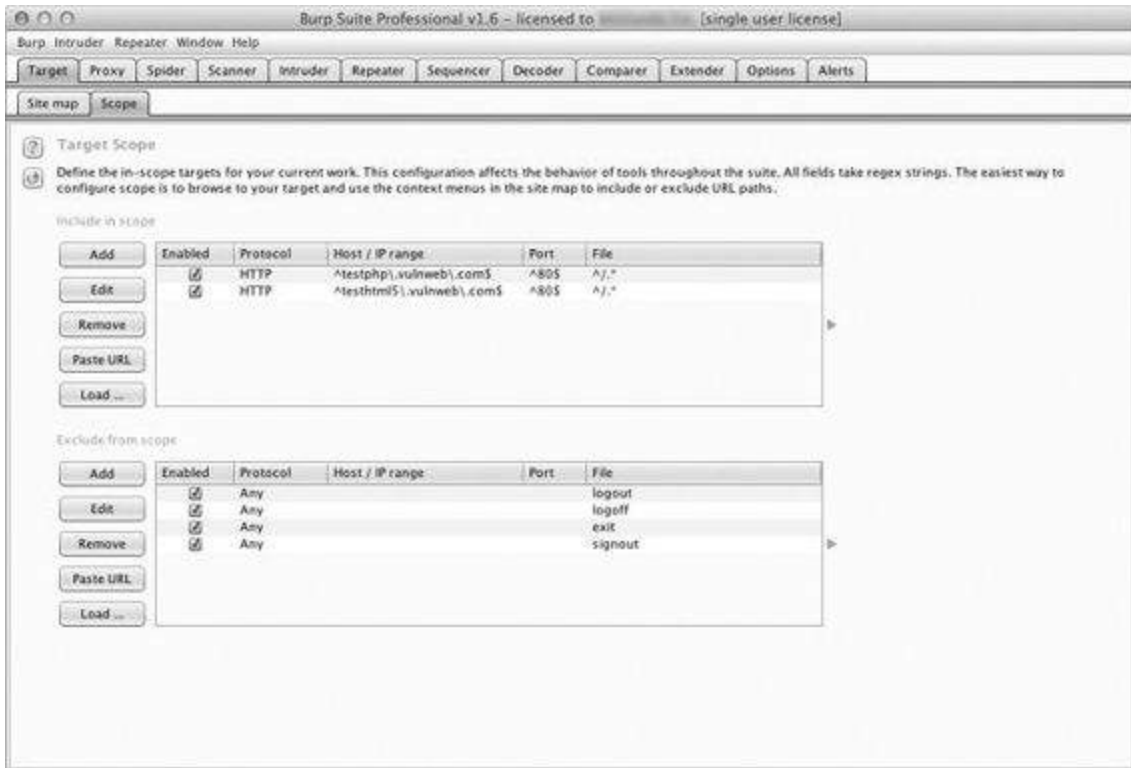 Burp Suite Professional v1.6 - licensed to [single user license]
Burp Intruder Repeater Window Help
Target Proxy Spider Scanner Intruder Repeater Sequencer Decoder Comparer Extender Options Alerts
Site map Scope
? Target Scope
Define the in-scope targets for your current work. This configuration affects the behavior of tools throughout the suite. All fields take regex strings. The easiest way to
configure scope is to browse to your target and use the context menus in the site map to include or exclude URL paths.
Include in scope
Add
Edit
Remove
Paste URL
Load ...
Enabled Protocol Host / IP range Port File
HTTP ^testphp\.vulnweb\.com$ ^80$ ^/.*
HTTP ^testhtml5\.vulnweb\.com$ ^80$ ^/.*
Exclude from scope
Add
Edit
Remove
Paste URL
Load ...
Enabled Protocol Host / IP range Port File
Any logout
Any logoff
Any exit
Any signout